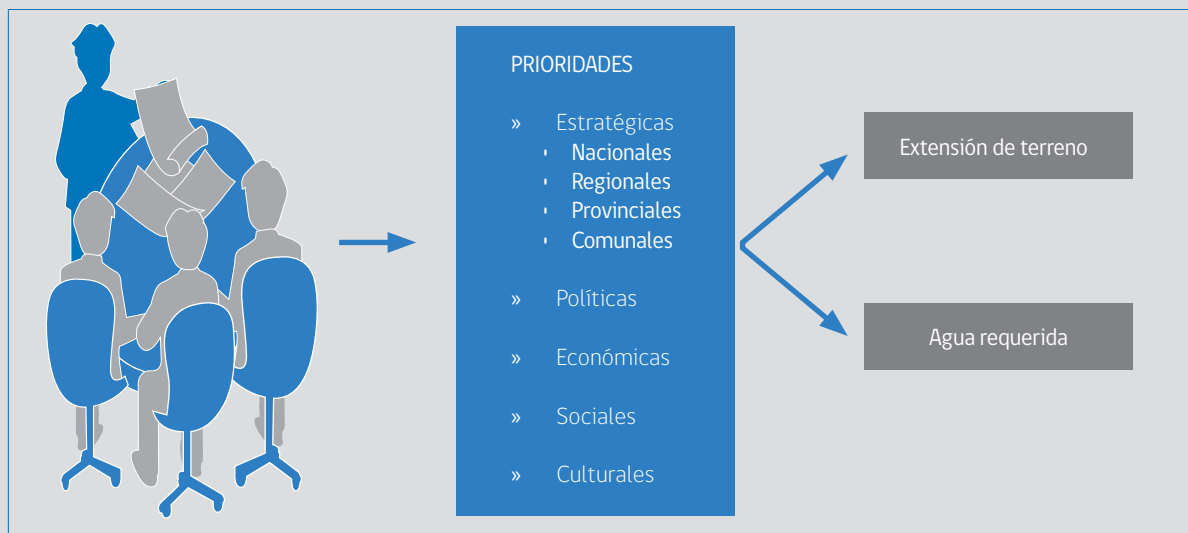 PRIORIDADES
» Estratégicas
· Nacionales
· Regionales
· Provinciales
· Comunales
» Políticas
» Económicas
» Sociales
» Culturales
Extensión de terreno
Agua requerida